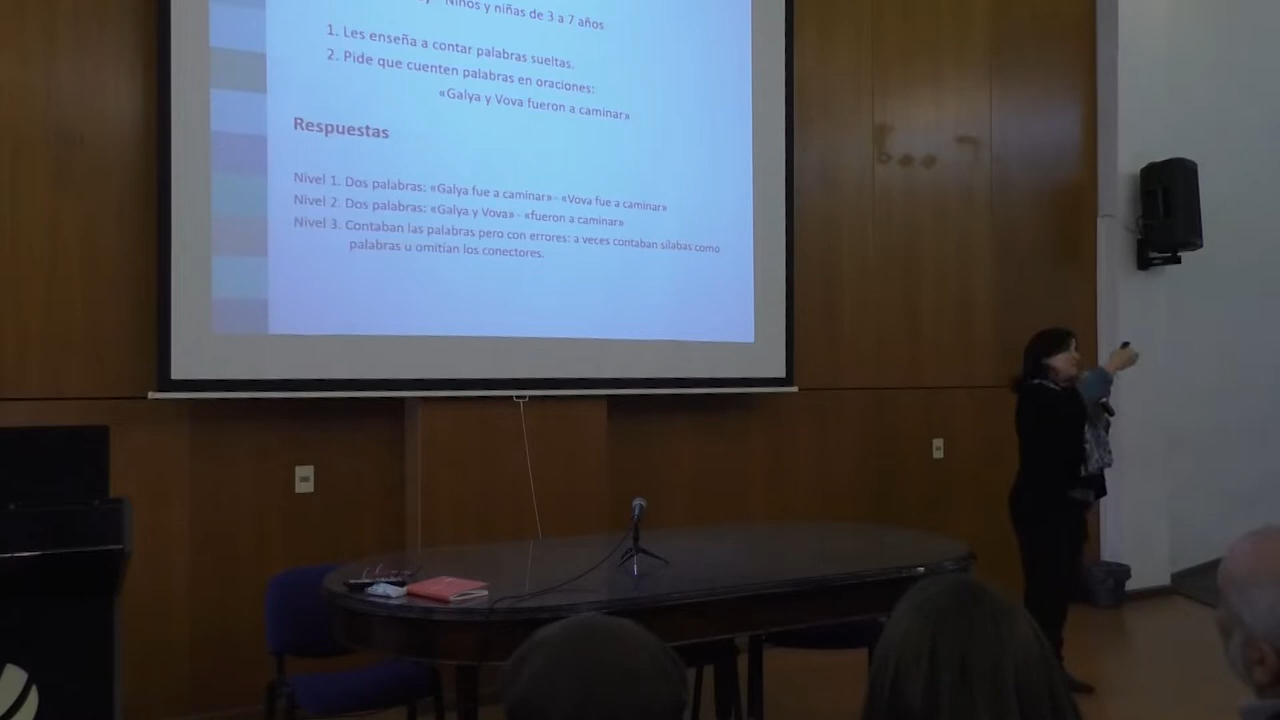 Niños y niñas de 3 a 7 años
1. Les enseña a contar palabras sueltas.
2. Pide que cuenten palabras en oraciones:
«Galya y Vova fueron a caminar»
Respuestas
Nivel 1. Dos palabras: «Galya fue a caminar» - «Vova fue a caminar»
Nivel 2. Dos palabras: «Galya y Vova» - «fueron a caminar»
Nivel 3. Contaban las palabras pero con errores: a veces contaban sílabas como
palabras u omitían los conectores.